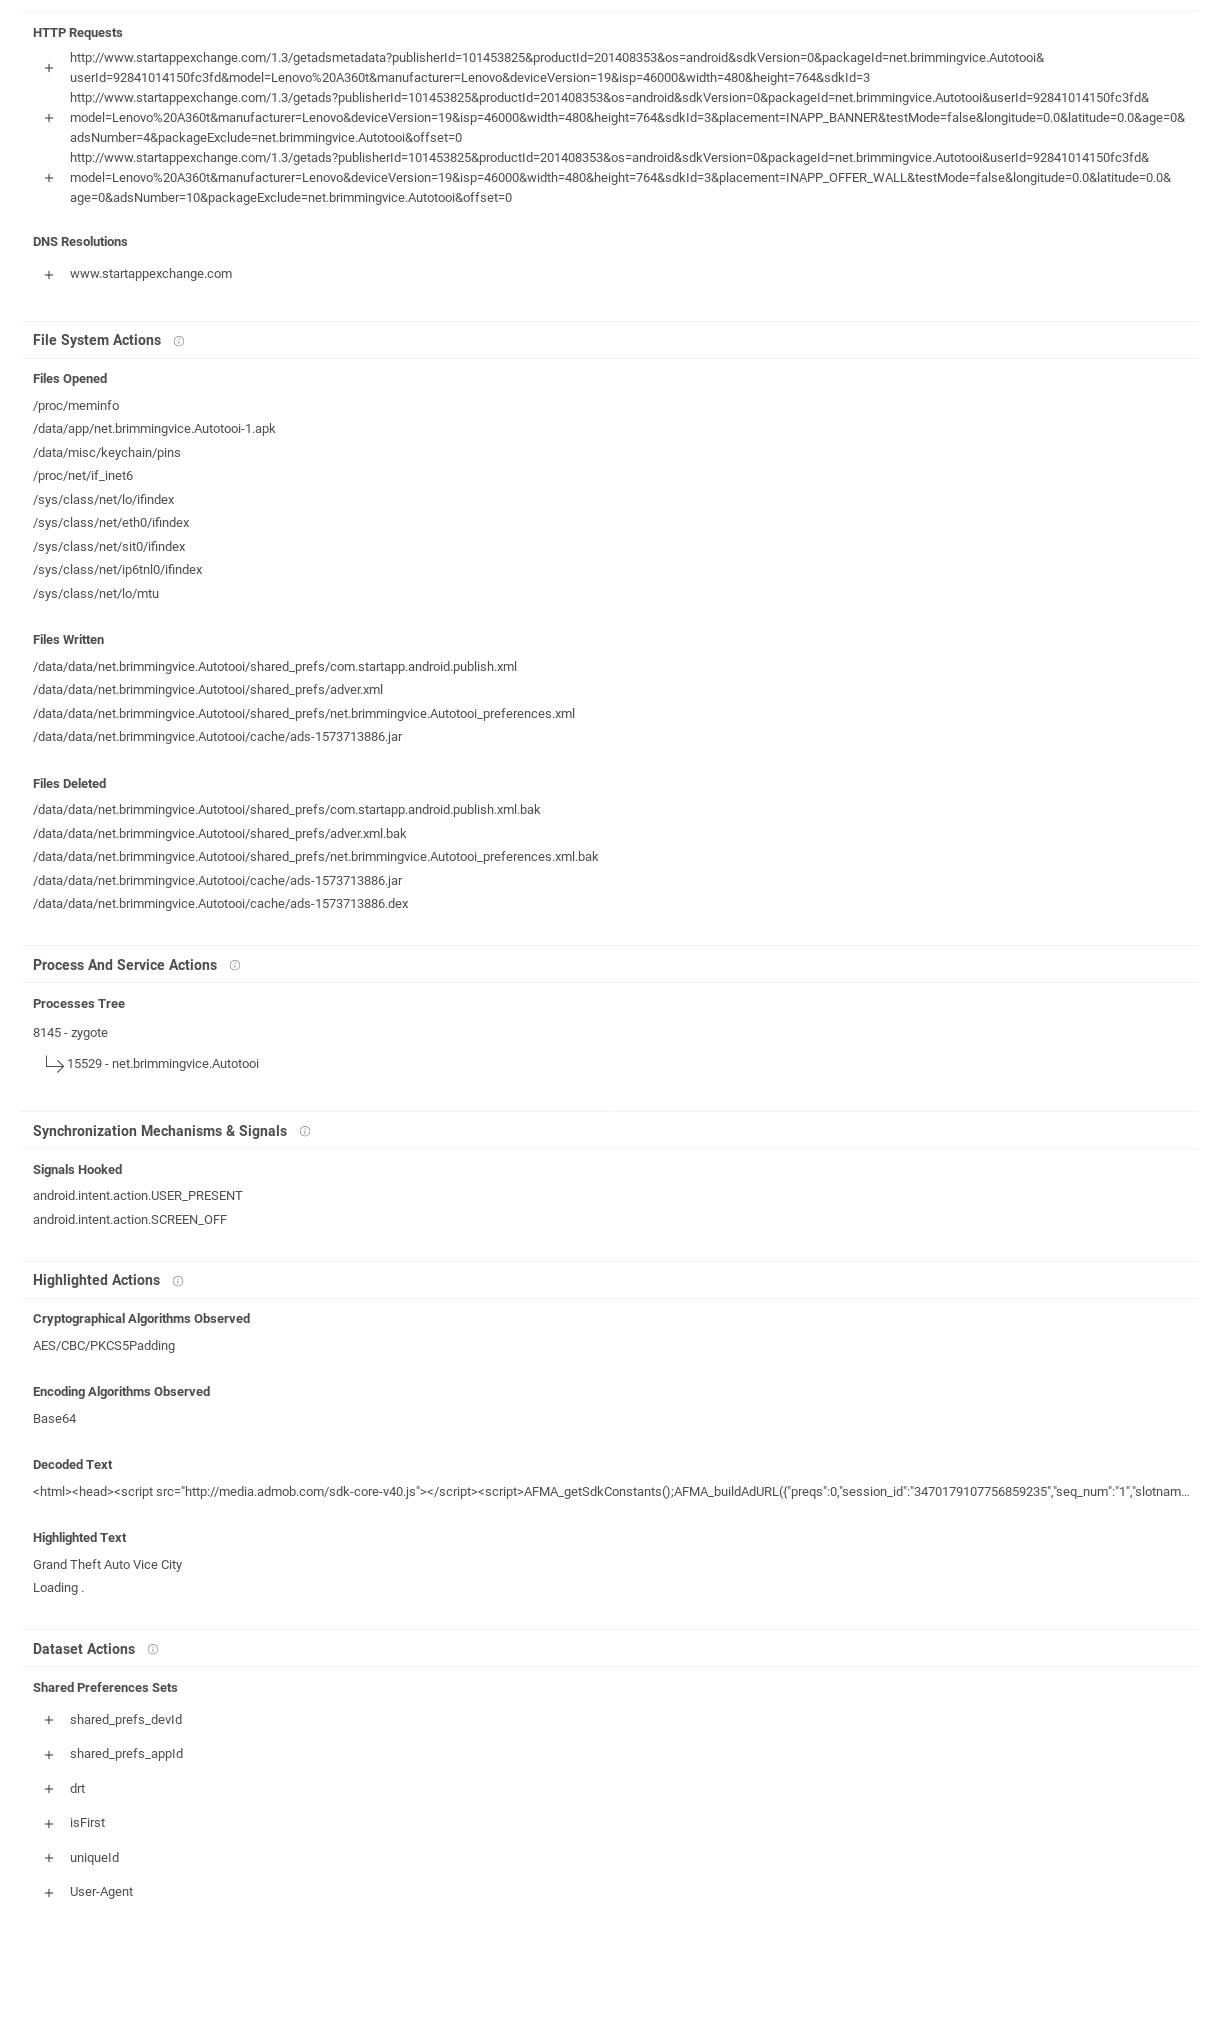 HTTP Requests
http://www.startappexchange.com/1.3/getadsmetadata?publisherId=101453825&productId=201408353&os=android&sdkVersion=0&packageId=net.brimmingvice.Autotooi&
userId=92841014150fc3fd&model=Lenovo%20A360t&manufacturer=Lenovo&deviceVersion=19&isp=46000&width=480&height=764&sdkId=3
http://www.startappexchange.com/1.3/getads?publisherId=101453825&productId=201408353&os=android&sdkVersion=0&packageId=net.brimmingvice.Autotooi&userId=92841014150fc3fd&
model=Lenovo%20A360t&manufacturer=Lenovo&deviceVersion=19&isp=46000&width=480&height=764&sdkId=3&placement=INAPP_BANNER&testMode=false&longitude=0.0&latitude=0.0&age=0&
adsNumber=4&packageExclude=net.brimmingvice.Autotooi&offset=0
http://www.startappexchange.com/1.3/getads?publisherId=101453825&productId=201408353&os=android&sdkVersion=0&packageId=net.brimmingvice.Autotooi&userId=92841014150fc3fd&
model=Lenovo%20A360t&manufacturer=Lenovo&deviceVersion=19&isp=46000&width=480&height=764&sdkId=3&placement=INAPP_OFFER_WALL&testMode=false&longitude=0.0&latitude=0.0&
age=0&adsNumber=10&packageExclude=net.brimmingvice.Autotooi&offset=0
DNS Resolutions
www.startappexchange.com
File System Actions
Files Opened
/proc/meminfo
/data/app/net.brimmingvice.Autotooi-1.apk
/data/misc/keychain/pins
/proc/net/if_inet6
/sys/class/net/lo/ifindex
/sys/class/net/eth0/ifindex
/sys/class/net/sit0/ifindex
/sys/class/net/ip6tnl0/ifindex
/sys/class/net/lo/mtu
Files Written
/data/data/net.brimmingvice.Autotooi/shared_prefs/com.startapp.android.publish.xml
/data/data/net.brimmingvice.Autotooi/shared_prefs/adver.xml
/data/data/net.brimmingvice.Autotooi/shared_prefs/net.brimmingvice.Autotooi_preferences.xml
/data/data/net.brimmingvice.Autotooi/cache/ads-1573713886.jar
Files Deleted
/data/data/net.brimmingvice.Autotooi/shared_prefs/com.startapp.android.publish.xml.bak
/data/data/net.brimmingvice.Autotooi/shared_prefs/adver.xml.bak
/data/data/net.brimmingvice.Autotooi/shared_prefs/net.brimmingvice.Autotooi_preferences.xml.bak
/data/data/net.brimmingvice.Autotooi/cache/ads-1573713886.jar
/data/data/net.brimmingvice.Autotooi/cache/ads-1573713886.dex
Process And Service Actions
Processes Tree
8145 - zygote
15529 - net.brimmingvice.Autotooi
Synchronization Mechanisms & Signals
Signals Hooked
android.intent.action.USER_PRESENT
android.intent.action.SCREEN_OFF
Highlighted Actions
Cryptographical Algorithms Observed
AES/CBC/PKCS5Padding
Encoding Algorithms Observed
Base64
Decoded Text
<html><head><script src="http://media.admob.com/sdk-core-v40.js"></script><script>AFMA_getSdkConstants();AFMA_buildAdURL({"preqs":0,"session_id":"3470179107756859235","seq_num":"1","slotnam...
Highlighted Text
Grand Theft Auto Vice City
Loading .
Dataset Actions
Shared Preferences Sets
shared_prefs_devId
shared_prefs_appId
drt
isFirst
uniqueId
User-Agent